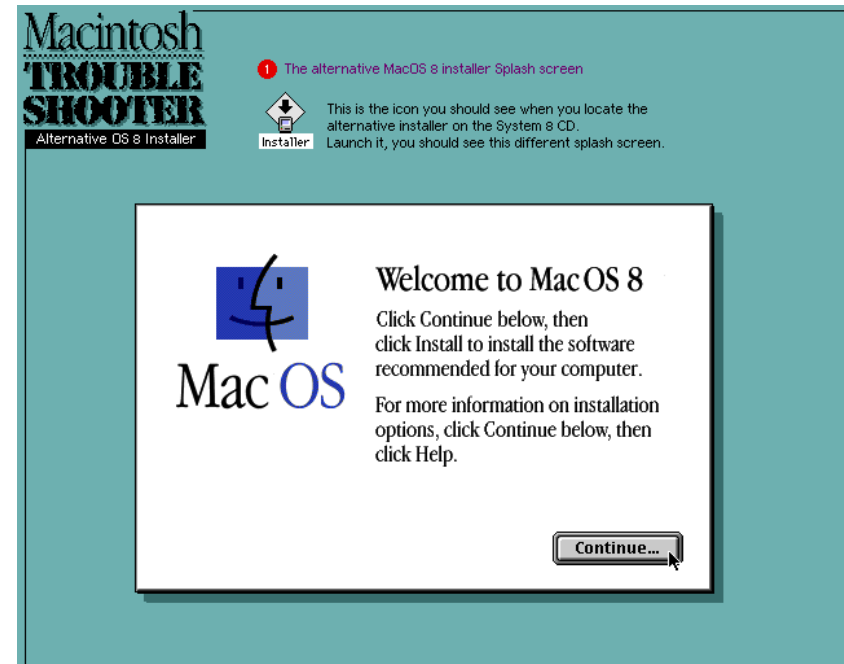 Macintosh
TROUBLE
SHOOTER
Alternative OS 8 Installer
1 The alternative MacOS 8 installer Splash screen
Installer
This is the icon you should see when you locate the
alternative installer on the System 8 CD.
Launch it, you should see this different splash screen.
Mac OS
Welcome to Mac OS 8
Click Continue below, then
click Install to install the software
recommended for your computer.
For more information on installation
options, click Continue below, then
click Help.
Continue...